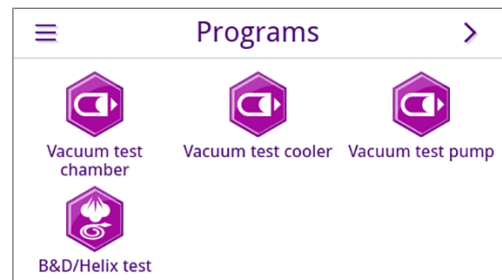 Programs
Vacuum test
chamber
Vacuum test cooler
Vacuum test pump
B&D/Helix test